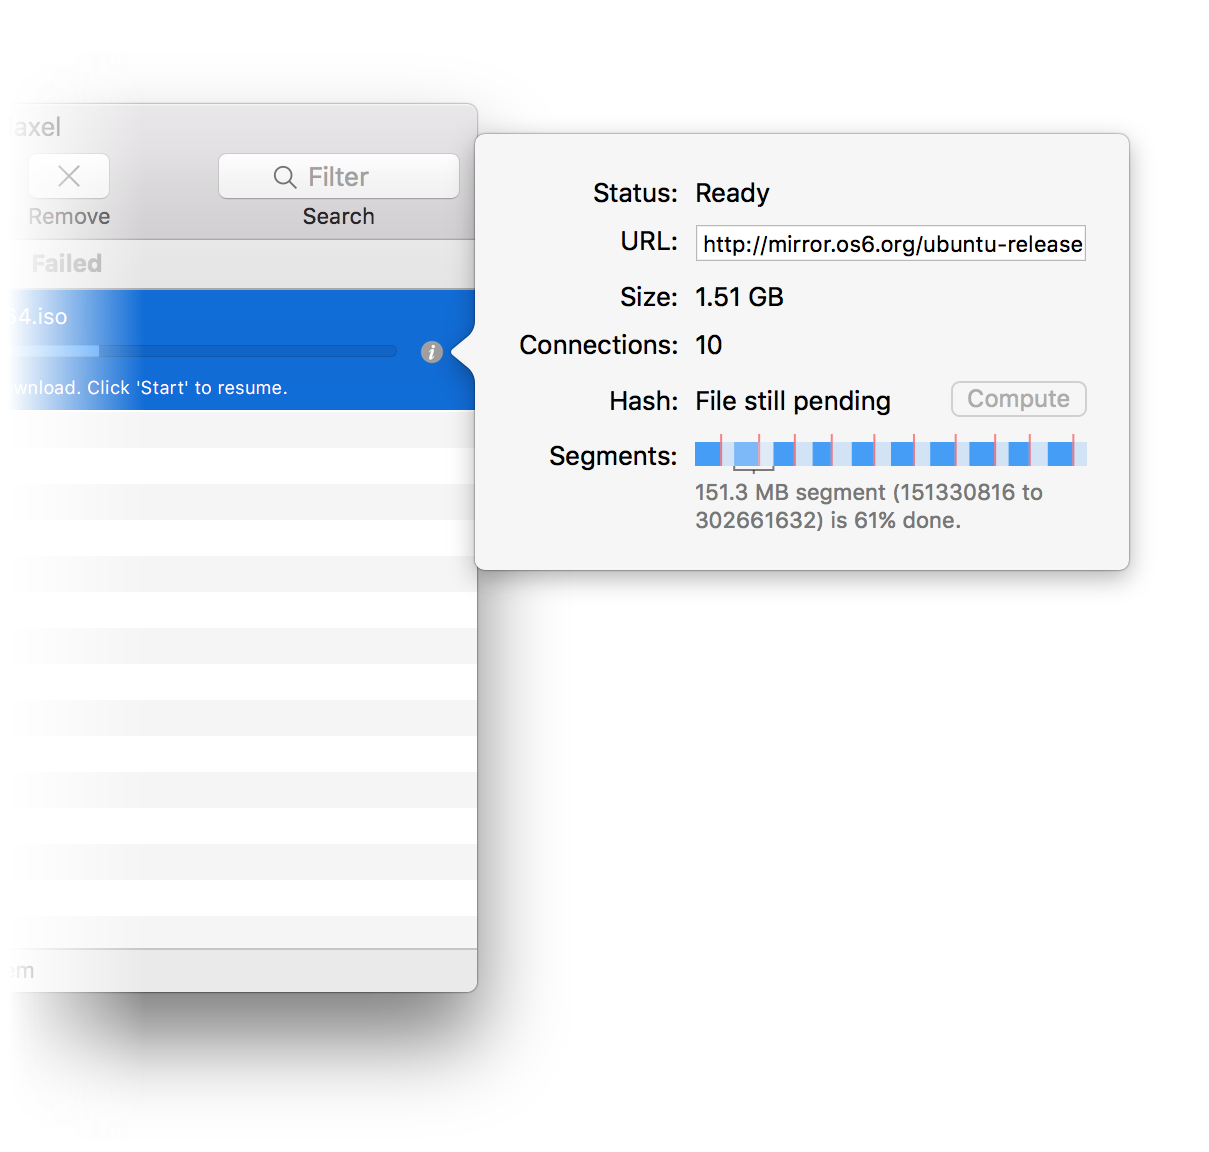 axel
Filter
Remove
Search
Failed
64.iso
wnload. Click 'Start' to resume.
em
Status: Ready
URL: http://mirror.os6.org/ubuntu-release
Size: 1.51 GB
Connections: 10
Hash: File still pending Compute
Segments:
151.3 MB segment (151330816 to
302661632) is 61% done.